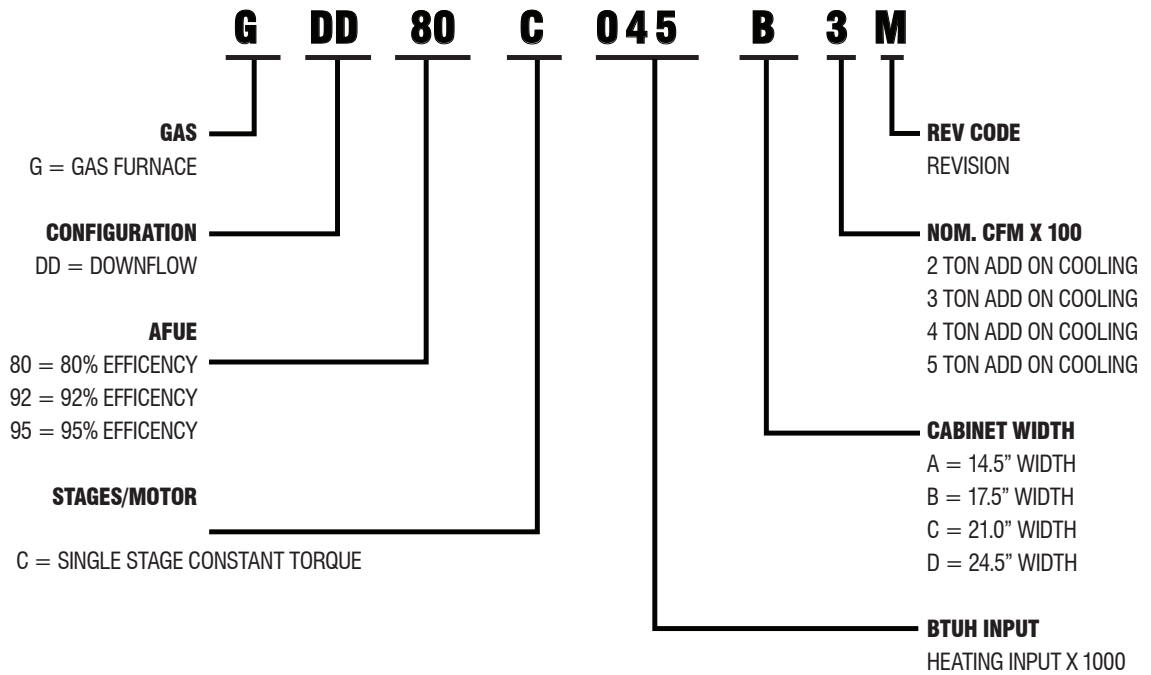 G DD 80 C 045 B 3 M
GAS
G = GAS FURNACE
CONFIGURATION
DD = DOWNFLOW
AFUE
80 = 80% EFFICENCY
92 = 92% EFFICENCY
95 = 95% EFFICENCY
STAGES/MOTOR
C = SINGLE STAGE CONSTANT TORQUE
REV CODE
REVISION
NOM. CFM X 100
2 TON ADD ON COOLING
3 TON ADD ON COOLING
4 TON ADD ON COOLING
5 TON ADD ON COOLING
CABINET WIDTH
A = 14.5” WIDTH
B = 17.5” WIDTH
C = 21.0” WIDTH
D = 24.5” WIDTH
BTUH INPUT
HEATING INPUT X 1000